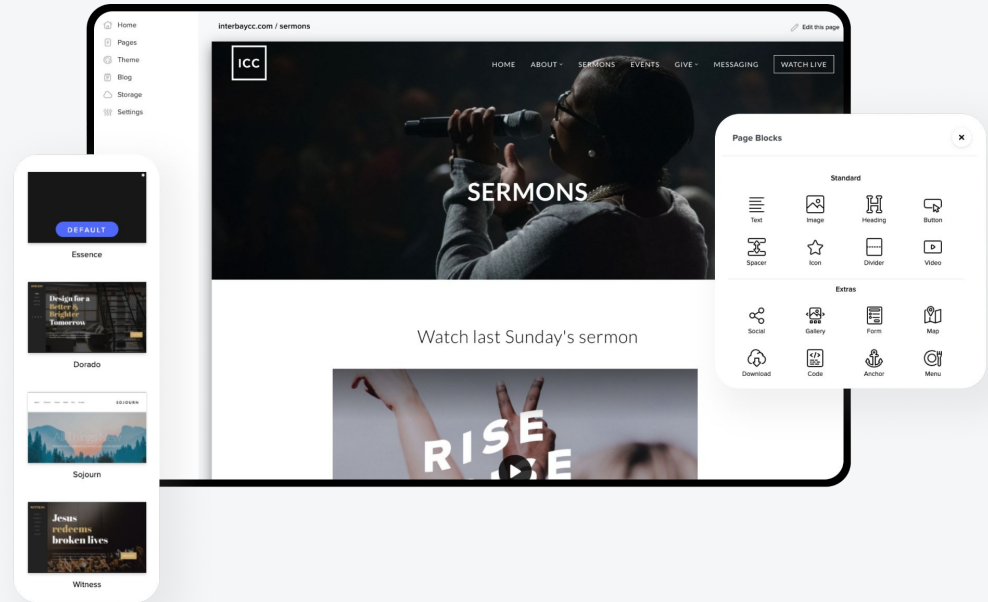 Home
Pages
Theme
Blog
Storage
Settings
interbaycc.com / sermons
Edit this page
ICC
HOME ABOUT SERMONS EVENTS GIVE MESSAGING WATCH LIVE
SERMONS
Watch last Sunday's sermon
RISE
DEFAULT
Essence
Design for a
Better &
Brighter
Tomorrow
Dorado
SOJOURN
Sojourn
Jesus
redeems
broken lives
Witness
Page Blocks
Standard
Text Image Heading Button
Spacer Icon Divider Video
Extras
Social Gallery Form Map
Download Code Anchor Menu